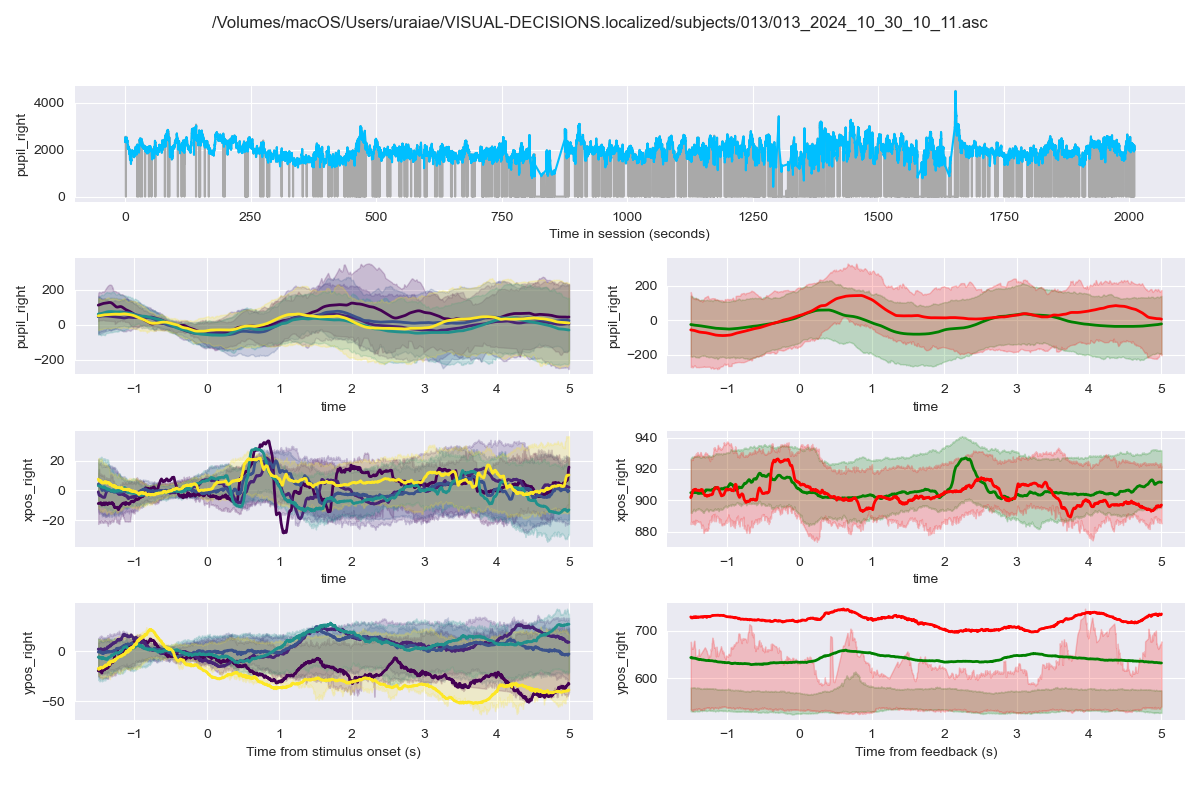 /Volumes/macOS/Users/uraiae/VISUAL-DECISIONS.localized/subjects/013/013_2024_10_30_10_11.asc
pupil_right
4000
2000
0
0 250 500 750 1000 1250 1500 1750 2000
Time in session (seconds)
pupil_right
200
0
−200
−1 0 1 2 3 4 5
time
pupil_right
200
0
−200
−1 0 1 2 3 4 5
time
xpos_right
20
0
−20
−1 0 1 2 3 4 5
time
xpos_right
940
920
900
880
−1 0 1 2 3 4 5
time
ypos_right
0
−50
−1 0 1 2 3 4 5
Time from stimulus onset (s)
ypos_right
700
600
−1 0 1 2 3 4 5
Time from feedback (s)